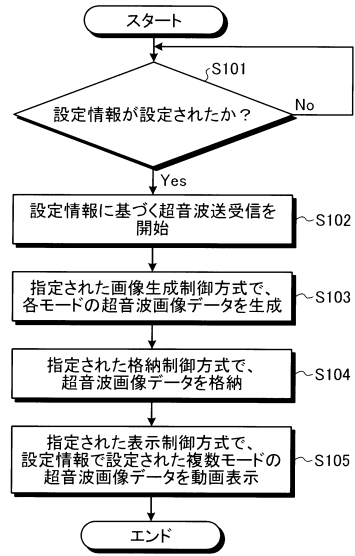 スタート
S101
設定情報が設定されたか？
No
Yes
設定情報に基づく超音波送受信を
開始
S102
指定された画像生成制御方式で、
各モードの超音波画像データを生成
S103
指定された格納制御方式で、
超音波画像データを格納
S104
指定された表示制御方式で、
設定情報で設定された複数モードの
超音波画像データを動画表示
S105
エンド